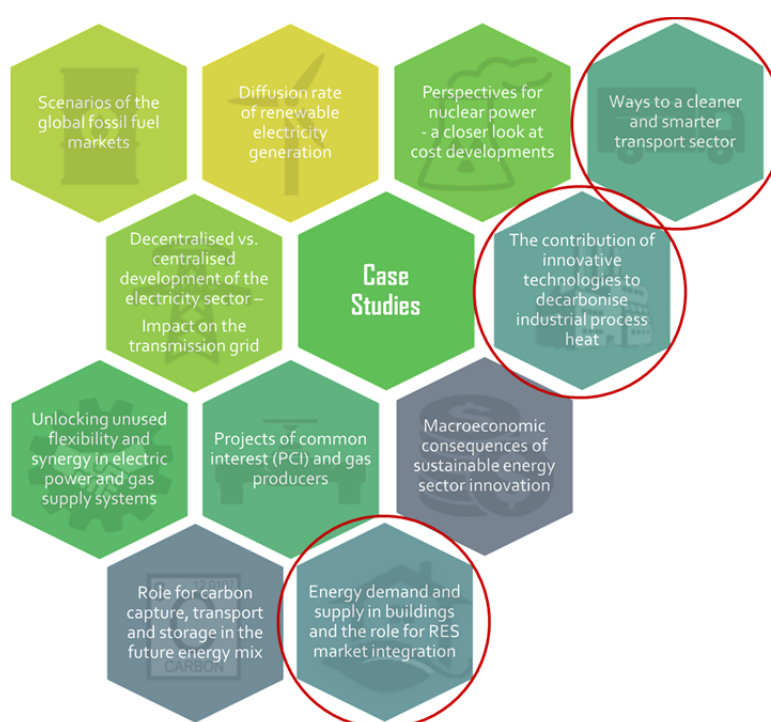 Scenarios of the
global fossil fuel
markets
Diffusion rate
of renewable
electricity
generation
Perspectives for
nuclear power
- a closer look at
cost developments
Ways to a cleaner
and smarter
transport sector
Decentralised vs.
centralised
development of the
electricity sector –
Impact on the
transmission grid
Case
Studies
The contribution of
innovative
technologies to
decarbonise
industrial process
heat
Unlocking unused
flexibility and
synergy in electric
power and gas
supply systems
Projects of common
interest (PCI) and gas
producers
Macroeconomic
consequences of
sustainable energy
sector innovation
12.0107
Role for carbon
capture, transport
and storage in the
future energy mix
CARBON
Energy demand and
supply in buildings
and the role for RES
market integration